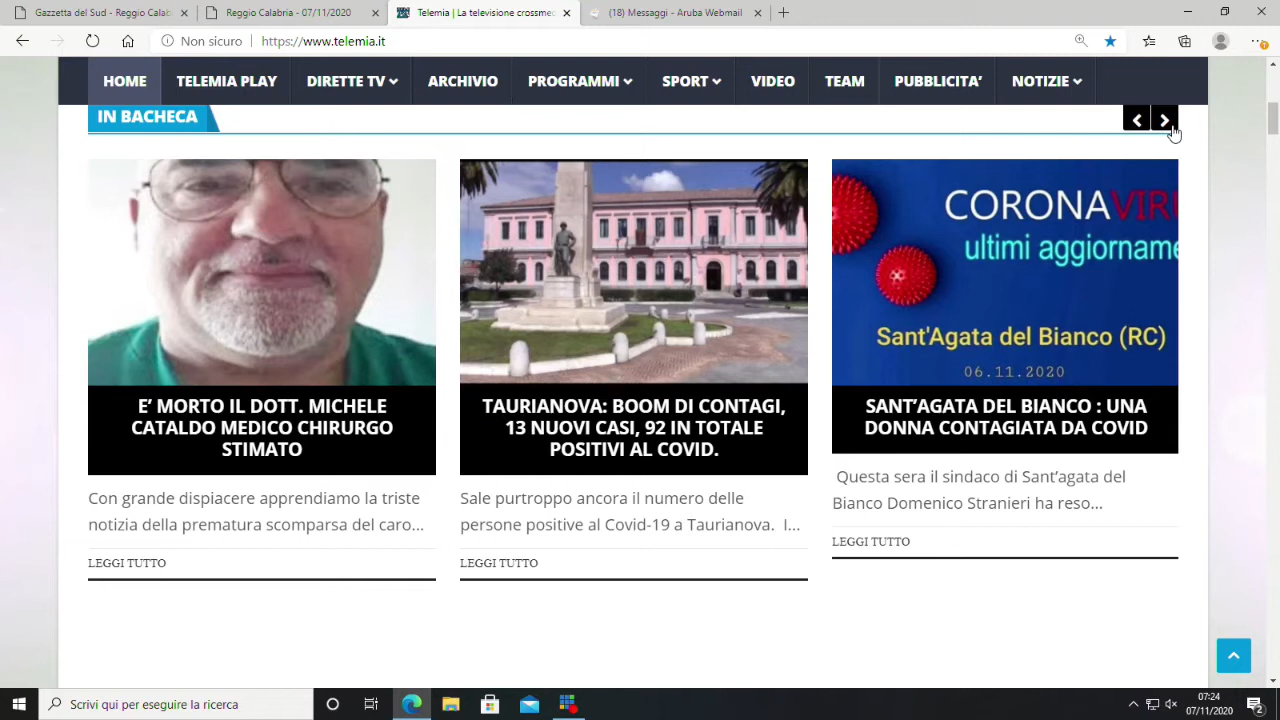 Gazzetta del Sud - 07/11/2020
Reggio Calabria - 07/11/2020
Telemia | La televisione crossme
(18) Messaggi - Aruba Webmail
Non sicuro | https://www.telemia.it
HOME TELEMIA PLAY DIRETTE TV ARCHIVIO PROGRAMMI SPORT VIDEO TEAM PUBBLICITA’ NOTIZIE
IN BACHECA
E’ MORTO IL DOTT. MICHELE
CATALDO MEDICO CHIRURGO
STIMATO
Con grande dispiacere apprendiamo la triste
notizia della prematura scomparsa del caro...
LEGGI TUTTO
TAURIANOVA: BOOM DI CONTAGI,
13 NUOVI CASI, 92 IN TOTALE
POSITIVI AL COVID.
Sale purtroppo ancora il numero delle
persone positive al Covid-19 a Taurianova. I...
LEGGI TUTTO
CORONAVIRU
ultimi aggiorname
Sant'Agata del Bianco (RC)
06.11.2020
SANT’AGATA DEL BIANCO : UNA
DONNA CONTAGIATA DA COVID
Questa sera il sindaco di Sant’agata del
Bianco Domenico Stranieri ha reso...
LEGGI TUTTO
Scrivi qui per eseguire la ricerca
07:24
07/11/2020
2